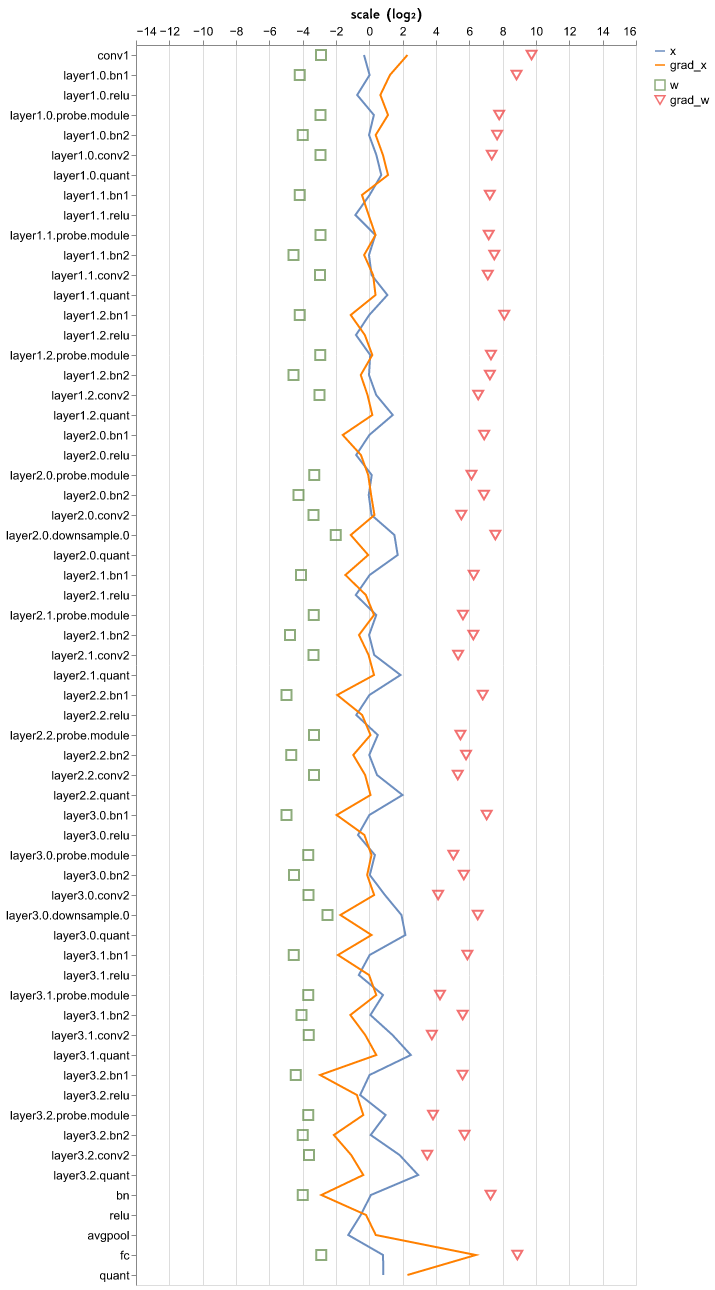 scale (log₂)
−14 −12 −10 −8 −6 −4 −2 0 2 4 6 8 10 12 14 16
x
grad_x
w
grad_w
conv1
layer1.0.bn1
layer1.0.relu
layer1.0.probe.module
layer1.0.bn2
layer1.0.conv2
layer1.0.quant
layer1.1.bn1
layer1.1.relu
layer1.1.probe.module
layer1.1.bn2
layer1.1.conv2
layer1.1.quant
layer1.2.bn1
layer1.2.relu
layer1.2.probe.module
layer1.2.bn2
layer1.2.conv2
layer1.2.quant
layer2.0.bn1
layer2.0.relu
layer2.0.probe.module
layer2.0.bn2
layer2.0.conv2
layer2.0.downsample.0
layer2.0.quant
layer2.1.bn1
layer2.1.relu
layer2.1.probe.module
layer2.1.bn2
layer2.1.conv2
layer2.1.quant
layer2.2.bn1
layer2.2.relu
layer2.2.probe.module
layer2.2.bn2
layer2.2.conv2
layer2.2.quant
layer3.0.bn1
layer3.0.relu
layer3.0.probe.module
layer3.0.bn2
layer3.0.conv2
layer3.0.downsample.0
layer3.0.quant
layer3.1.bn1
layer3.1.relu
layer3.1.probe.module
layer3.1.bn2
layer3.1.conv2
layer3.1.quant
layer3.2.bn1
layer3.2.relu
layer3.2.probe.module
layer3.2.bn2
layer3.2.conv2
layer3.2.quant
bn
relu
avgpool
fc
quant